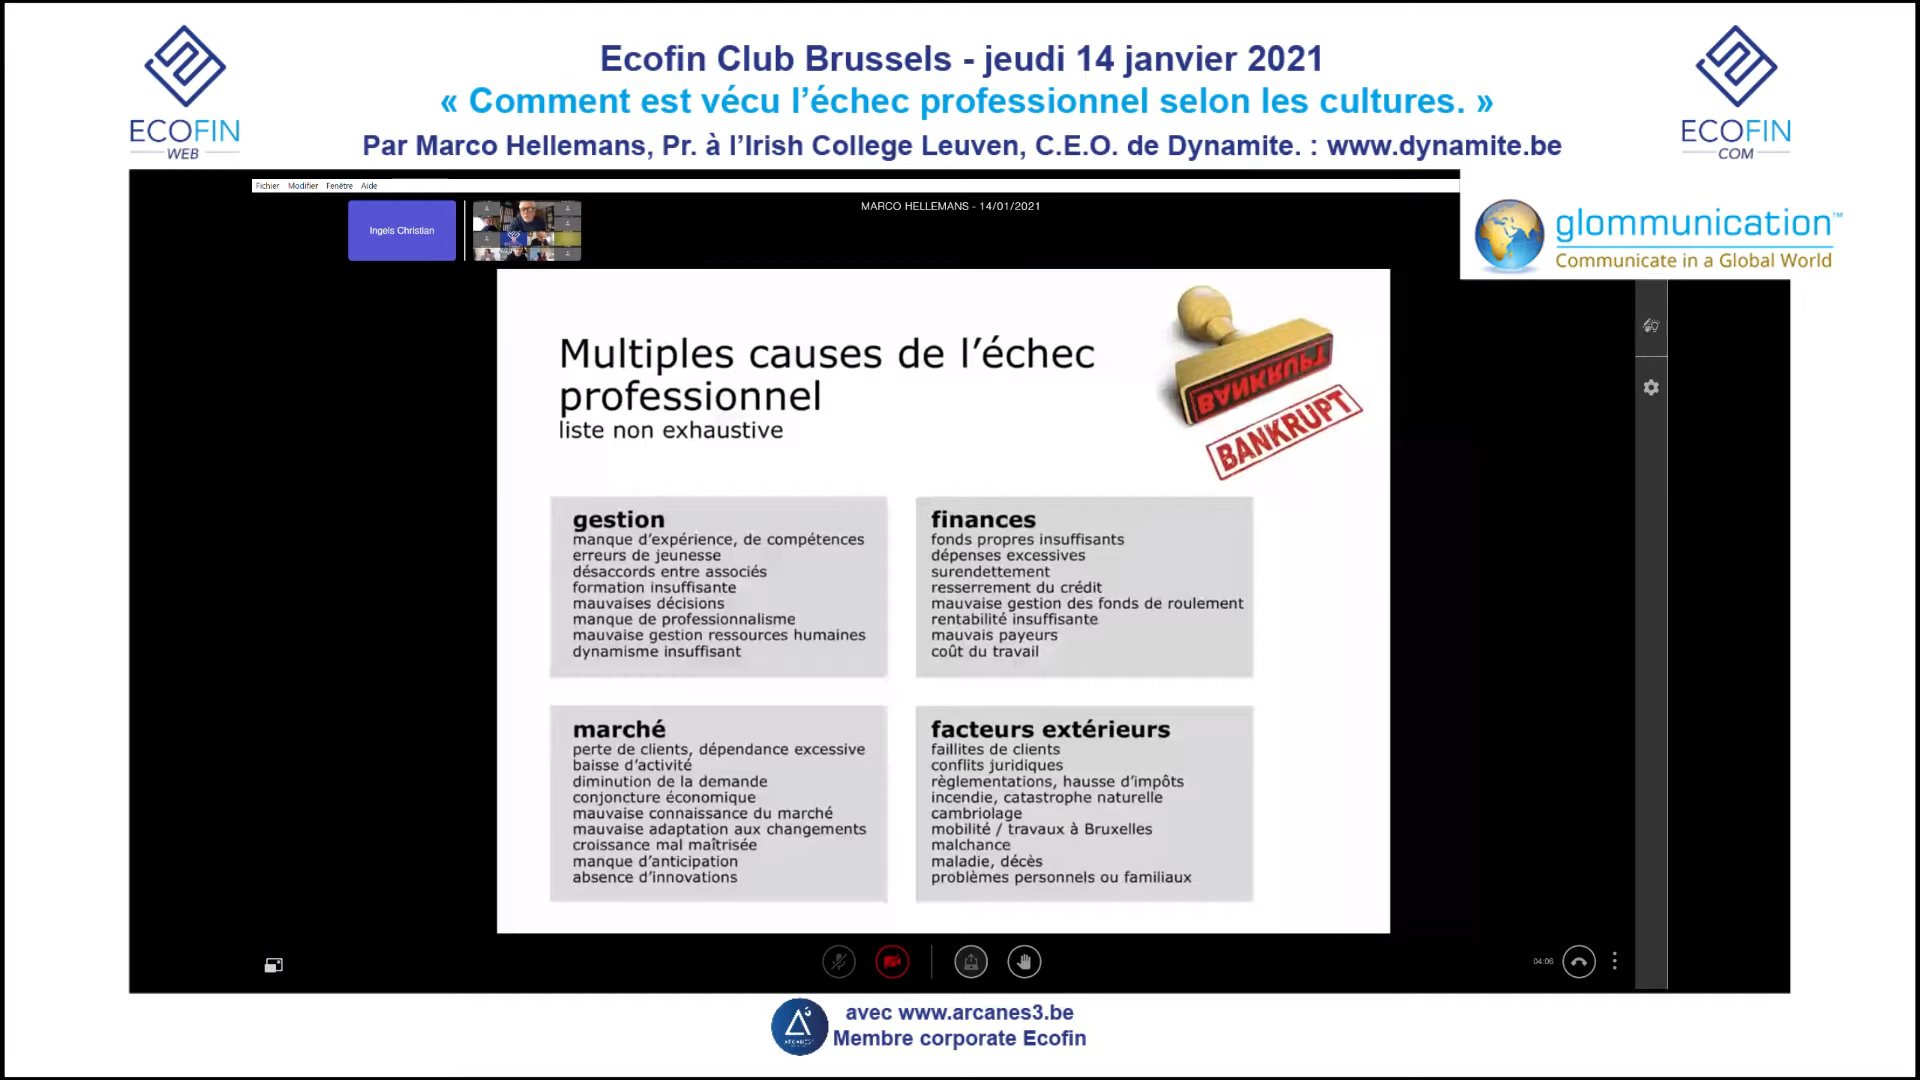 Ecofin Club Brussels - jeudi 14 janvier 2021
« Comment est vécu l’échec professionnel selon les cultures. »
Par Marco Hellemans, Pr. à l’Irish College Leuven, C.E.O. de Dynamite. : www.dynamite.be
ECOFIN
WEB
ECOFIN
COM
Fichier Modifier Fenêtre Aide
Ingels Christian
MARCO HELLEMANS - 14/01/2021
glommunication™
Communicate in a Global World
Multiples causes de l’échec
professionnel
liste non exhaustive
BANKRUPT
BANKRUPT
gestion
manque d’expérience, de compétences
erreurs de jeunesse
désaccords entre associés
formation insuffisante
mauvaises décisions
manque de professionnalisme
mauvaise gestion ressources humaines
dynamisme insuffisant
finances
fonds propres insuffisants
dépenses excessives
surendettement
resserrement du crédit
mauvaise gestion des fonds de roulement
rentabilité insuffisante
mauvais payeurs
coût du travail
marché
perte de clients, dépendance excessive
baisse d’activité
diminution de la demande
conjoncture économique
mauvaise connaissance du marché
mauvaise adaptation aux changements
croissance mal maîtrisée
manque d’anticipation
absence d’innovations
facteurs extérieurs
faillites de clients
conflits juridiques
règlementations, hausse d’impôts
incendie, catastrophe naturelle
cambriolage
mobilité / travaux à Bruxelles
malchance
maladie, décès
problèmes personnels ou familiaux
04:06
avec www.arcanes3.be
Membre corporate Ecofin